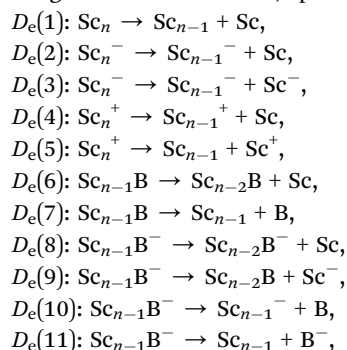 Dₑ(1): Scₙ → Scₙ₋₁ + Sc,
Dₑ(2): Scₙ⁻ → Scₙ₋₁⁻ + Sc,
Dₑ(3): Scₙ⁻ → Scₙ₋₁⁻ + Sc⁻,
Dₑ(4): Scₙ⁺ → Scₙ₋₁⁺ + Sc,
Dₑ(5): Scₙ⁺ → Scₙ₋₁ + Sc⁺,
Dₑ(6): Scₙ₋₁B → Scₙ₋₂B + Sc,
Dₑ(7): Scₙ₋₁B → Scₙ₋₁ + B,
Dₑ(8): Scₙ₋₁B⁻ → Scₙ₋₂B⁻ + Sc,
Dₑ(9): Scₙ₋₁B⁻ → Scₙ₋₂B + Sc⁻,
Dₑ(10): Scₙ₋₁B⁻ → Scₙ₋₁⁻ + B,
Dₑ(11): Scₙ₋₁B⁻ → Scₙ₋₁ + B⁻,